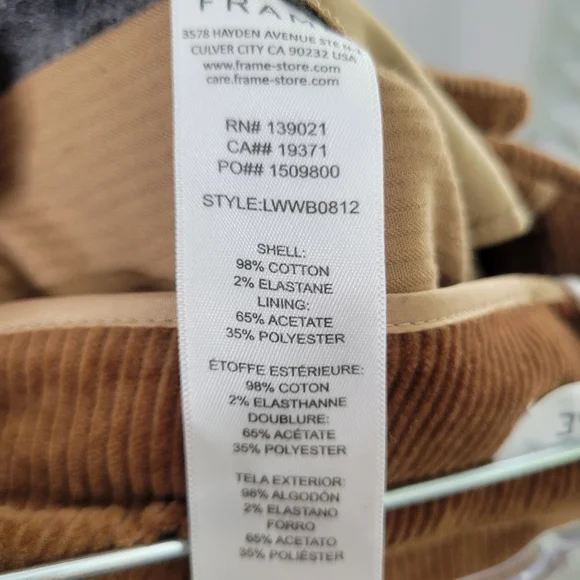 FRAME
3578 HAYDEN AVENUE STE N-1
CULVER CITY CA 90232 USA
www.frame-store.com
care.frame-store.com
RN# 139021
CA## 19371
PO## 1509800
STYLE:LWWB0812
SHELL:
98% COTTON
2% ELASTANE
LINING:
65% ACETATE
35% POLYESTER
ÉTOFFE ESTÉRIEURE:
98% COTON
2% ELASTHANNE
DOUBLURE:
65% ACÉTATE
35% POLYESTER
TELA EXTERIOR:
98% ALGODÓN
2% ELASTANO
FORRO
65% ACETATO
35% POLIÉSTER
3